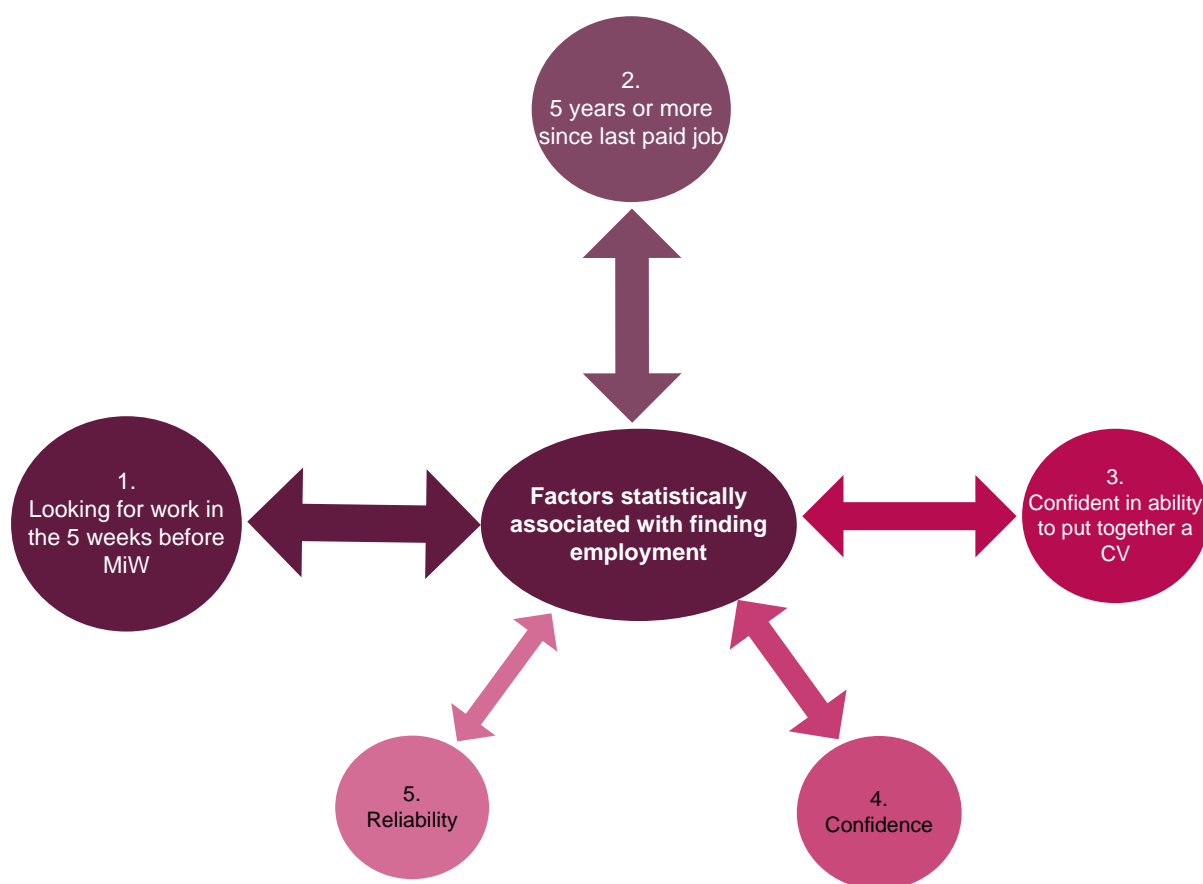 2.
5 years or more
since last paid job
1.
Looking for work in
the 5 weeks before
MiW
Factors statistically
associated with finding
employment
3.
Confident in ability
to put together a
CV
5.
Reliability
4.
Confidence